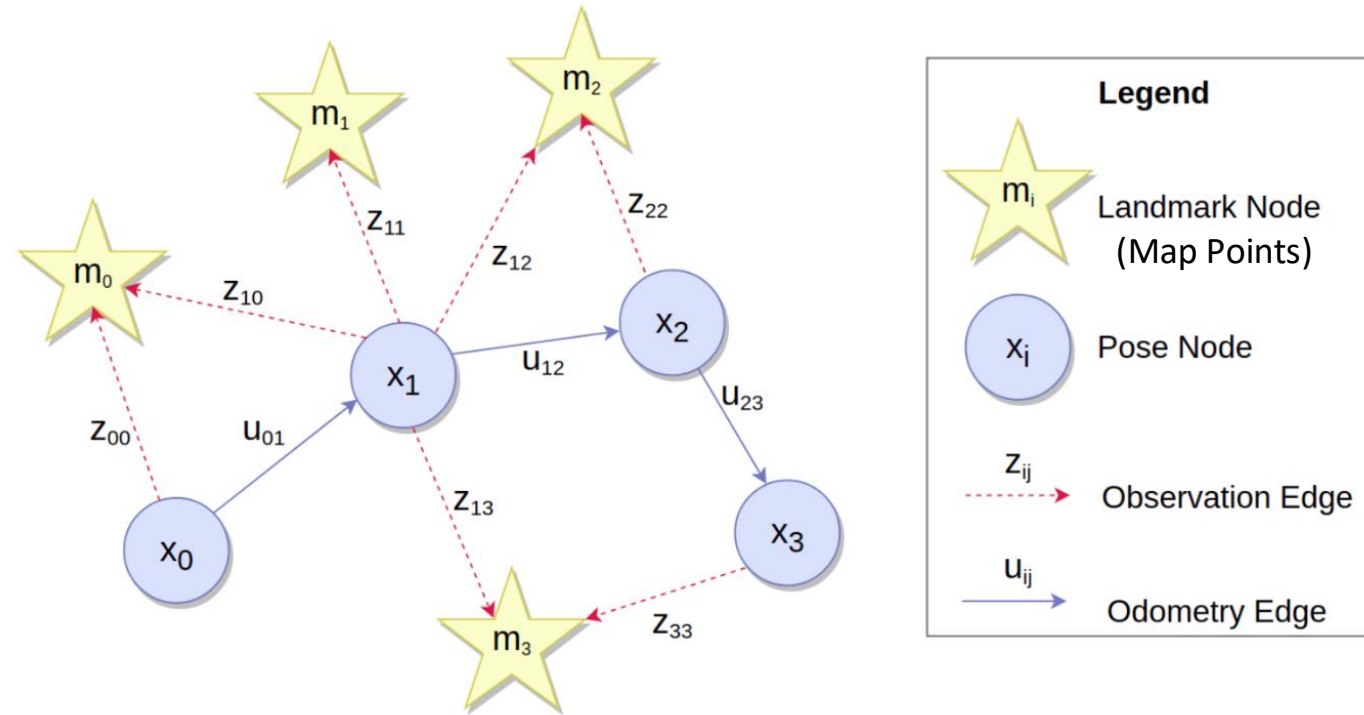 m₁
m₂
z₁₁
z₂₂
z₁₂
m₀
z₁₀
x₂
x₁
u₁₂
u₂₃
z₀₀
u₀₁
z₁₃
x₃
x₀
z₃₃
m₃
Legend
mᵢ
Landmark Node
(Map Points)
xᵢ
Pose Node
zᵢⱼ
Observation Edge
uᵢⱼ
Odometry Edge